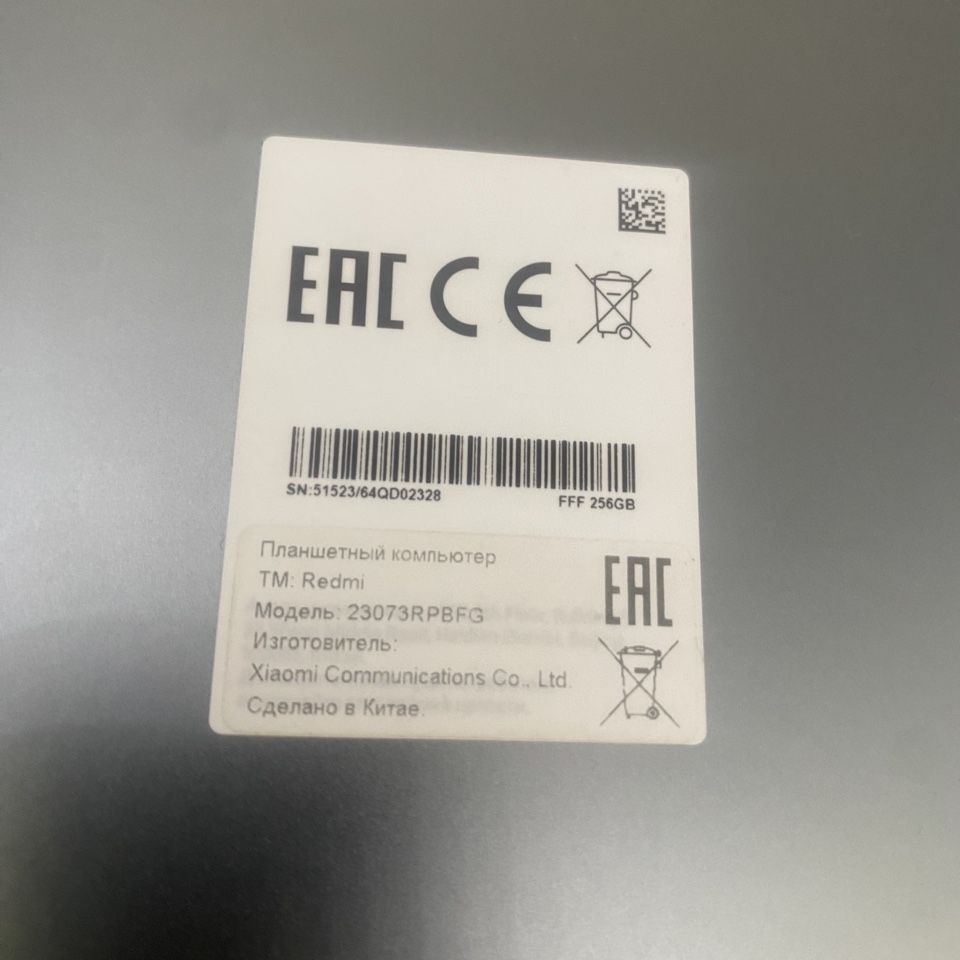 EAC CE
SN:51523/64QD02328
FFF 256GB
Планшетный компьютер
TM: Redmi
Модель: 23073RPBFG
Изготовитель:
Xiaomi Communications Co., Ltd.
Сделано в Китае.
EAC